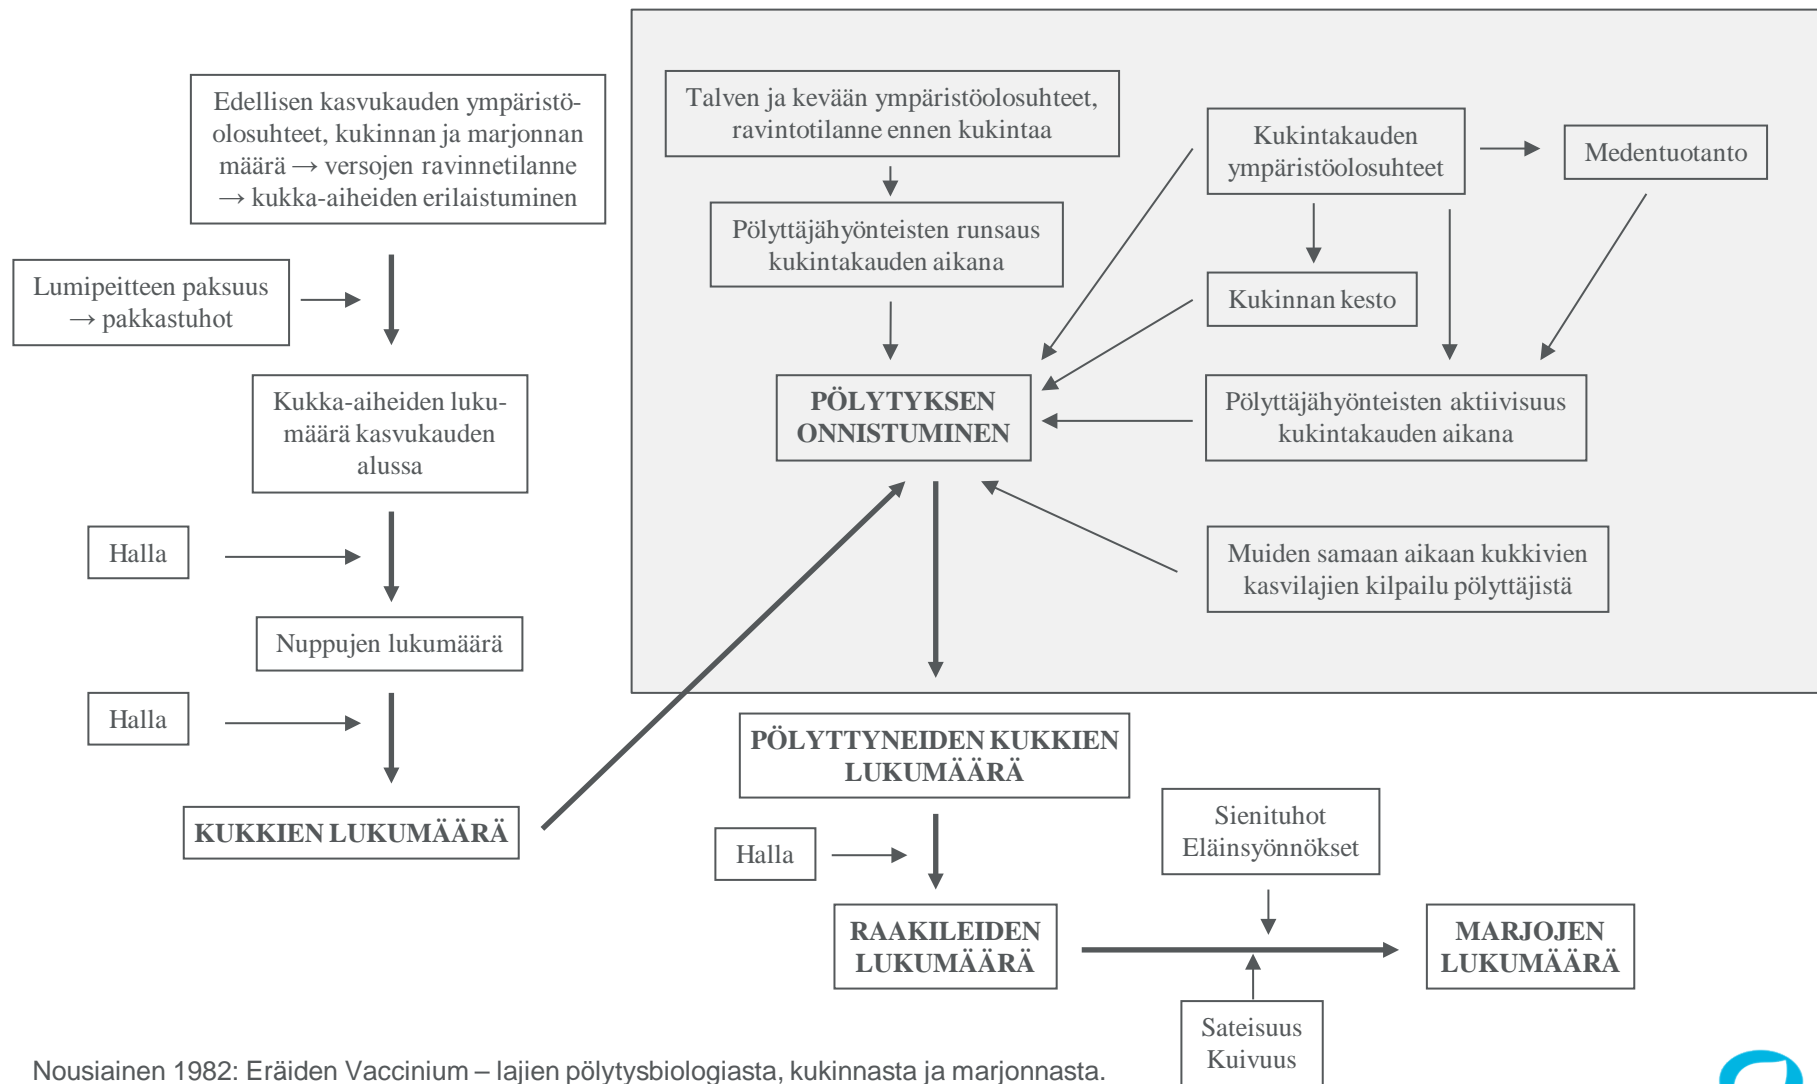 Edellisen kasvukauden ympäristö-
olosuhteet, kukinnan ja marjonnan
määrä → versojen ravinnetilanne
→ kukka-aiheiden erilaistuminen
Lumipeitteen paksuus
→ pakkastuhot
Kukka-aiheiden luku-
määrä kasvukauden
alussa
Halla
Nuppujen lukumäärä
Halla
KUKKIEN LUKUMÄÄRÄ
Talven ja kevään ympäristöolosuhteet,
ravintotilanne ennen kukintaa
Pölyttäjähyönteisten runsaus
kukintakauden aikana
Kukintakauden
ympäristöolosuhteet
Medentuotanto
Kukinnan kesto
PÖLYTYKSEN
ONNISTUMINEN
Pölyttäjähyönteisten aktiivisuus
kukintakauden aikana
Muiden samaan aikaan kukkivien
kasvilajien kilpailu pölyttäjistä
PÖLYTTYNEIDEN KUKKIEN
LUKUMÄÄRÄ
Halla
Sienituhot
Eläinsyönnökset
RAAKILEIDEN
LUKUMÄÄRÄ
MARJOJEN
LUKUMÄÄRÄ
Sateisuus
Kuivuus
Nousiainen 1982: Eräiden Vaccinium – lajien pölytysbiologiasta, kukinnasta ja marjonnasta.